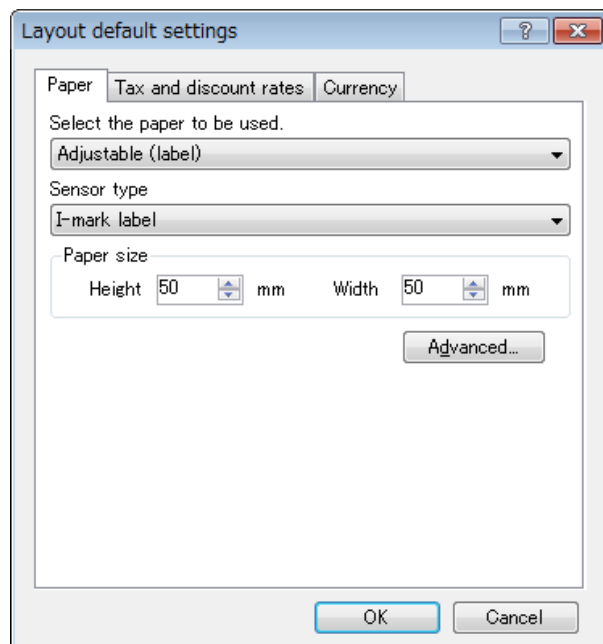 Layout default settings
Paper Tax and discount rates Currency
Select the paper to be used.
Adjustable (label)
Sensor type
I-mark label
Paper size
Height 50 mm Width 50 mm
Advanced...
OK Cancel